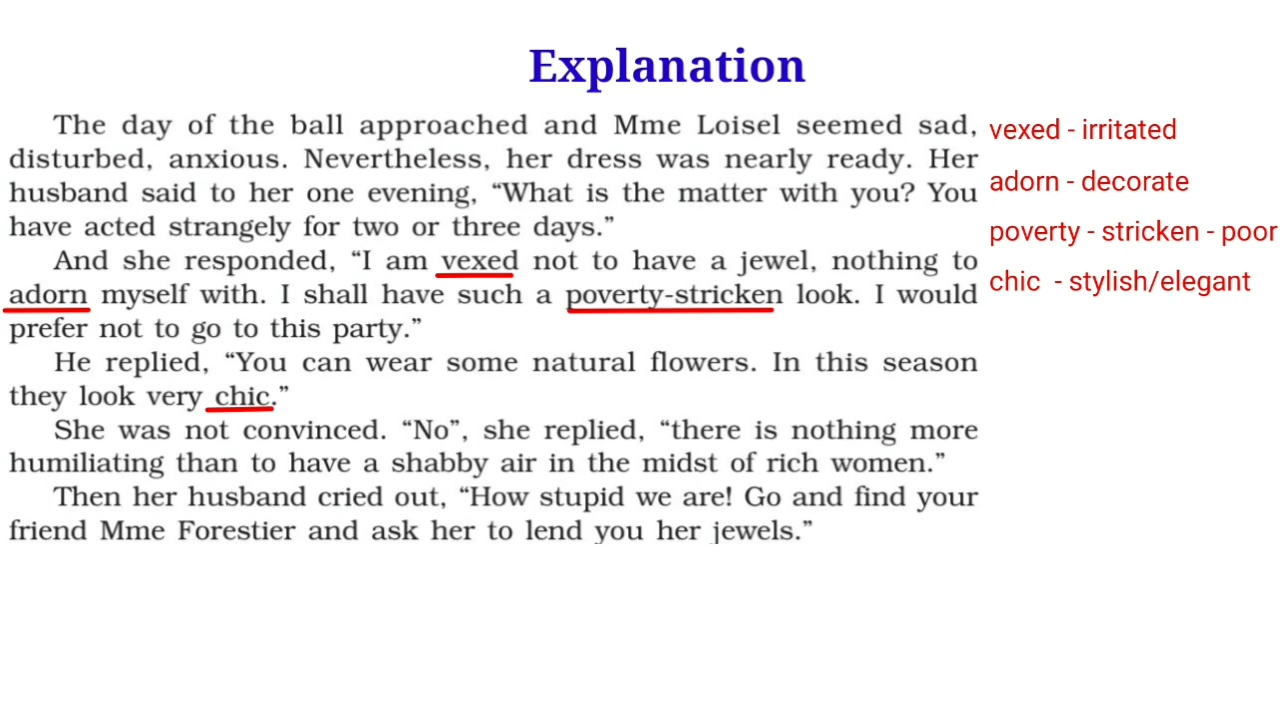 Explanation
The day of the ball approached and Mme Loisel seemed sad,
disturbed, anxious. Nevertheless, her dress was nearly ready. Her
husband said to her one evening, “What is the matter with you? You
have acted strangely for two or three days.”
And she responded, “I am vexed not to have a jewel, nothing to
adorn myself with. I shall have such a poverty-stricken look. I would
prefer not to go to this party.”
He replied, “You can wear some natural flowers. In this season
they look very chic.”
She was not convinced. “No”, she replied, “there is nothing more
humiliating than to have a shabby air in the midst of rich women.”
Then her husband cried out, “How stupid we are! Go and find your
friend Mme Forestier and ask her to lend you her jewels.”
vexed - irritated
adorn - decorate
poverty - stricken - poor
chic - stylish/elegant